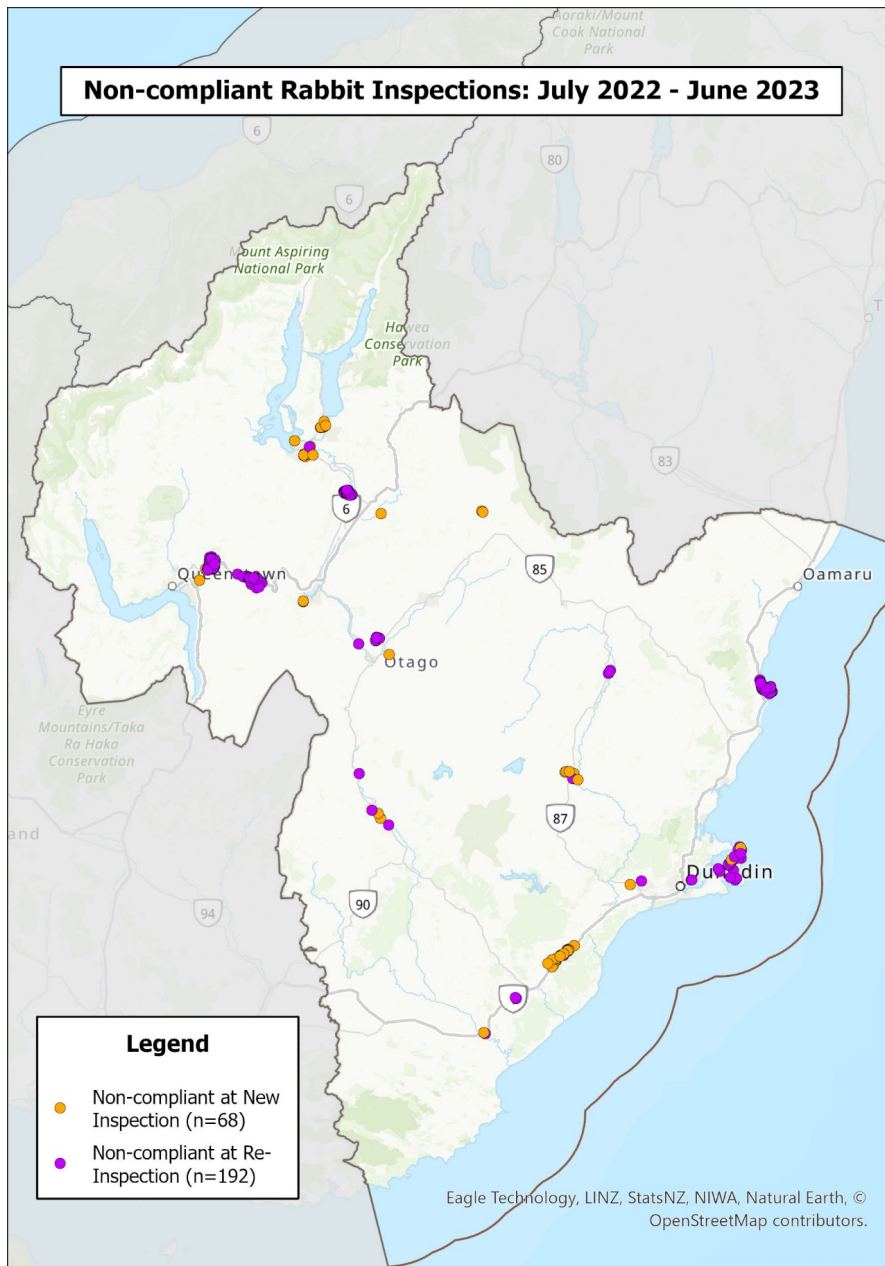 Aoraki/Mount
Cook National
Park
Non-compliant Rabbit Inspections: July 2022 - June 2023
6
80
6
Mount Aspiring
National Park
Hawea
Conservation
Park
83
6
85
Queenstown
Oamaru
Otago
Eyre
Mountains/Taka
Ra Haka
Conservation
Park
87
Dunedin
90
94
Legend
Non-compliant at New
Inspection (n=68)
Non-compliant at Re-
Inspection (n=192)
Eagle Technology, LINZ, StatsNZ, NIWA, Natural Earth, ©
OpenStreetMap contributors.